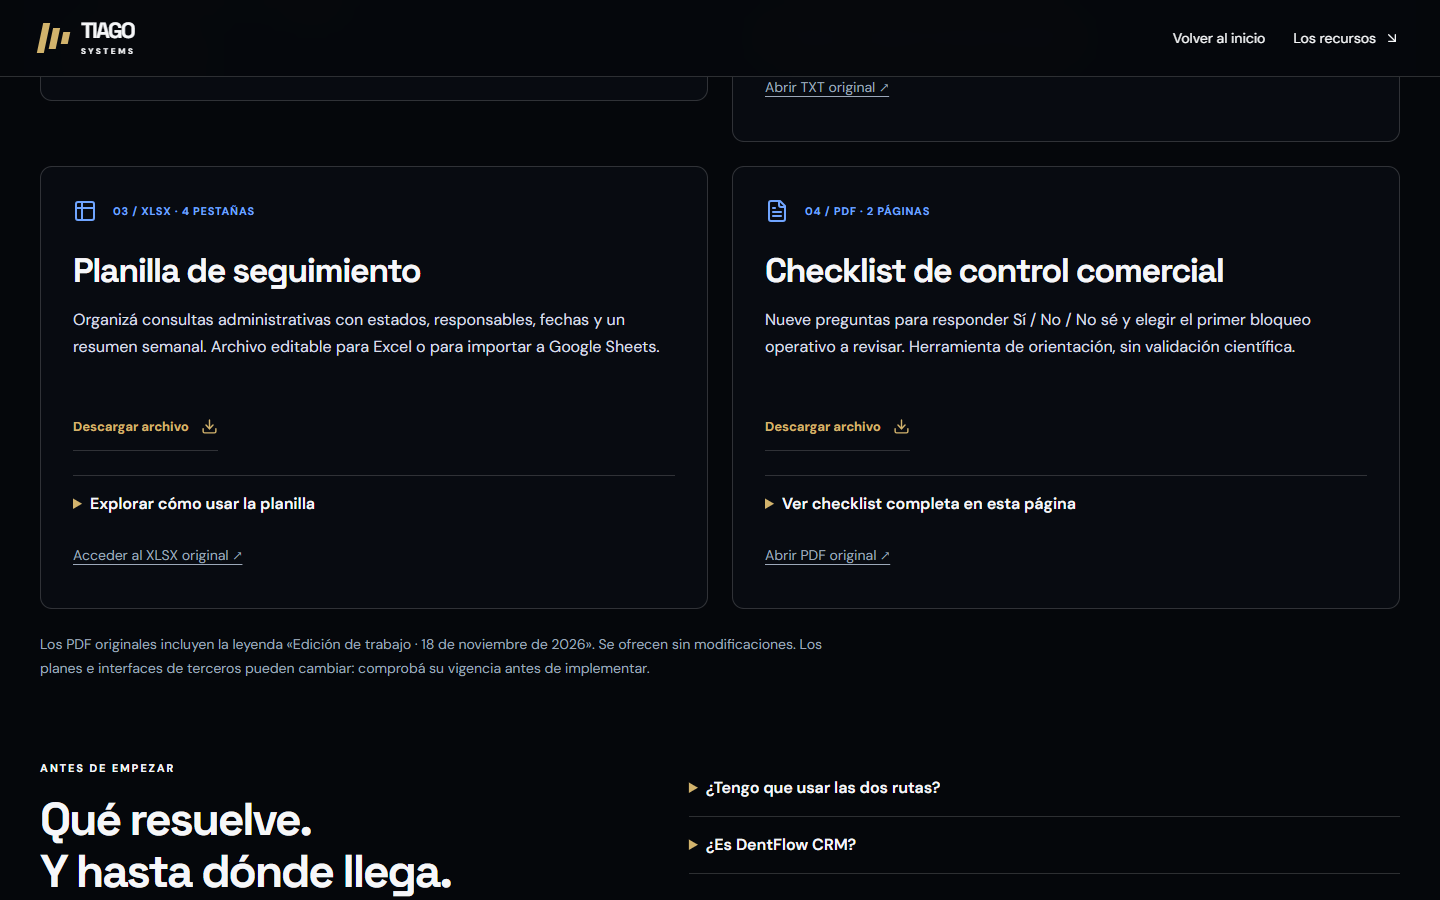 TIAGO
SYSTEMS
Volver al inicio
Los recursos ↘
Abrir TXT original ↗
03 / XLSX · 4 PESTAÑAS
Planilla de seguimiento
Organizá consultas administrativas con estados, responsables, fechas y un
resumen semanal. Archivo editable para Excel o para importar a Google Sheets.
Descargar archivo
Explorar cómo usar la planilla
Acceder al XLSX original ↗
04 / PDF · 2 PÁGINAS
Checklist de control comercial
Nueve preguntas para responder Sí / No / No sé y elegir el primer bloqueo
operativo a revisar. Herramienta de orientación, sin validación científica.
Descargar archivo
Ver checklist completa en esta página
Abrir PDF original ↗
Los PDF originales incluyen la leyenda «Edición de trabajo · 18 de noviembre de 2026». Se ofrecen sin modificaciones. Los
planes e interfaces de terceros pueden cambiar: comprobá su vigencia antes de implementar.
ANTES DE EMPEZAR
Qué resuelve.
Y hasta dónde llega.
¿Tengo que usar las dos rutas?
¿Es DentFlow CRM?